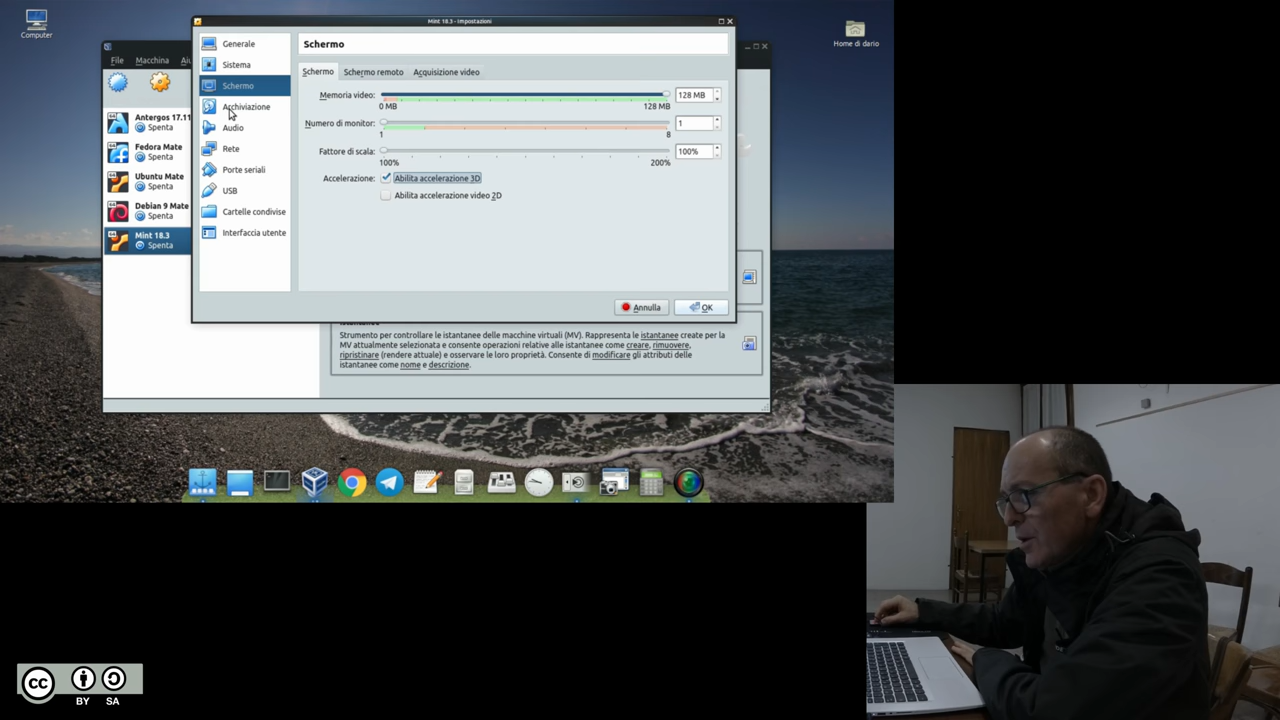 Computer
Home di dario
Mint 18.3 - Impostazioni
File Macchina
Antergos 17.11
Spenta
Fedora Mate
Spenta
Ubuntu Mate
Spenta
Debian 9 Mate
Spenta
Mint 18.3
Spenta
Generale
Sistema
Schermo
Archiviazione
Audio
Rete
Porte seriali
USB
Cartelle condivise
Interfaccia utente
Schermo
Schermo Schermo remoto Acquisizione video
Memoria video: 128 MB
0 MB 128 MB
Numero di monitor: 1
1 8
Fattore di scala: 100%
100% 200%
Accelerazione: Abilita accelerazione 3D
Abilita accelerazione video 2D
Annulla OK
Strumento per controllare le istantanee delle macchine virtuali (MV). Rappresenta le istantanee create per la
MV attualmente selezionata e consente operazioni relative alle istantanee come creare, rimuovere,
ripristinare (rendere attuale) e osservare le loro proprietà. Consente di modificare gli attributi delle
istantanee come nome e descrizione.
cc
BY SA